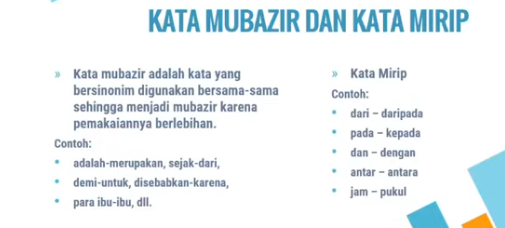 KATA MUBAZIR DAN KATA MIRIP
» Kata mubazir adalah kata yang
bersinonim digunakan bersama-sama
sehingga menjadi mubazir karena
pemakaiannya berlebihan.
Contoh:
• adalah-merupakan, sejak-dari,
• demi-untuk, disebabkan-karena,
• para ibu-ibu, dll.
» Kata Mirip
Contoh:
• dari – daripada
• pada – kepada
• dan – dengan
• antar – antara
• jam – pukul